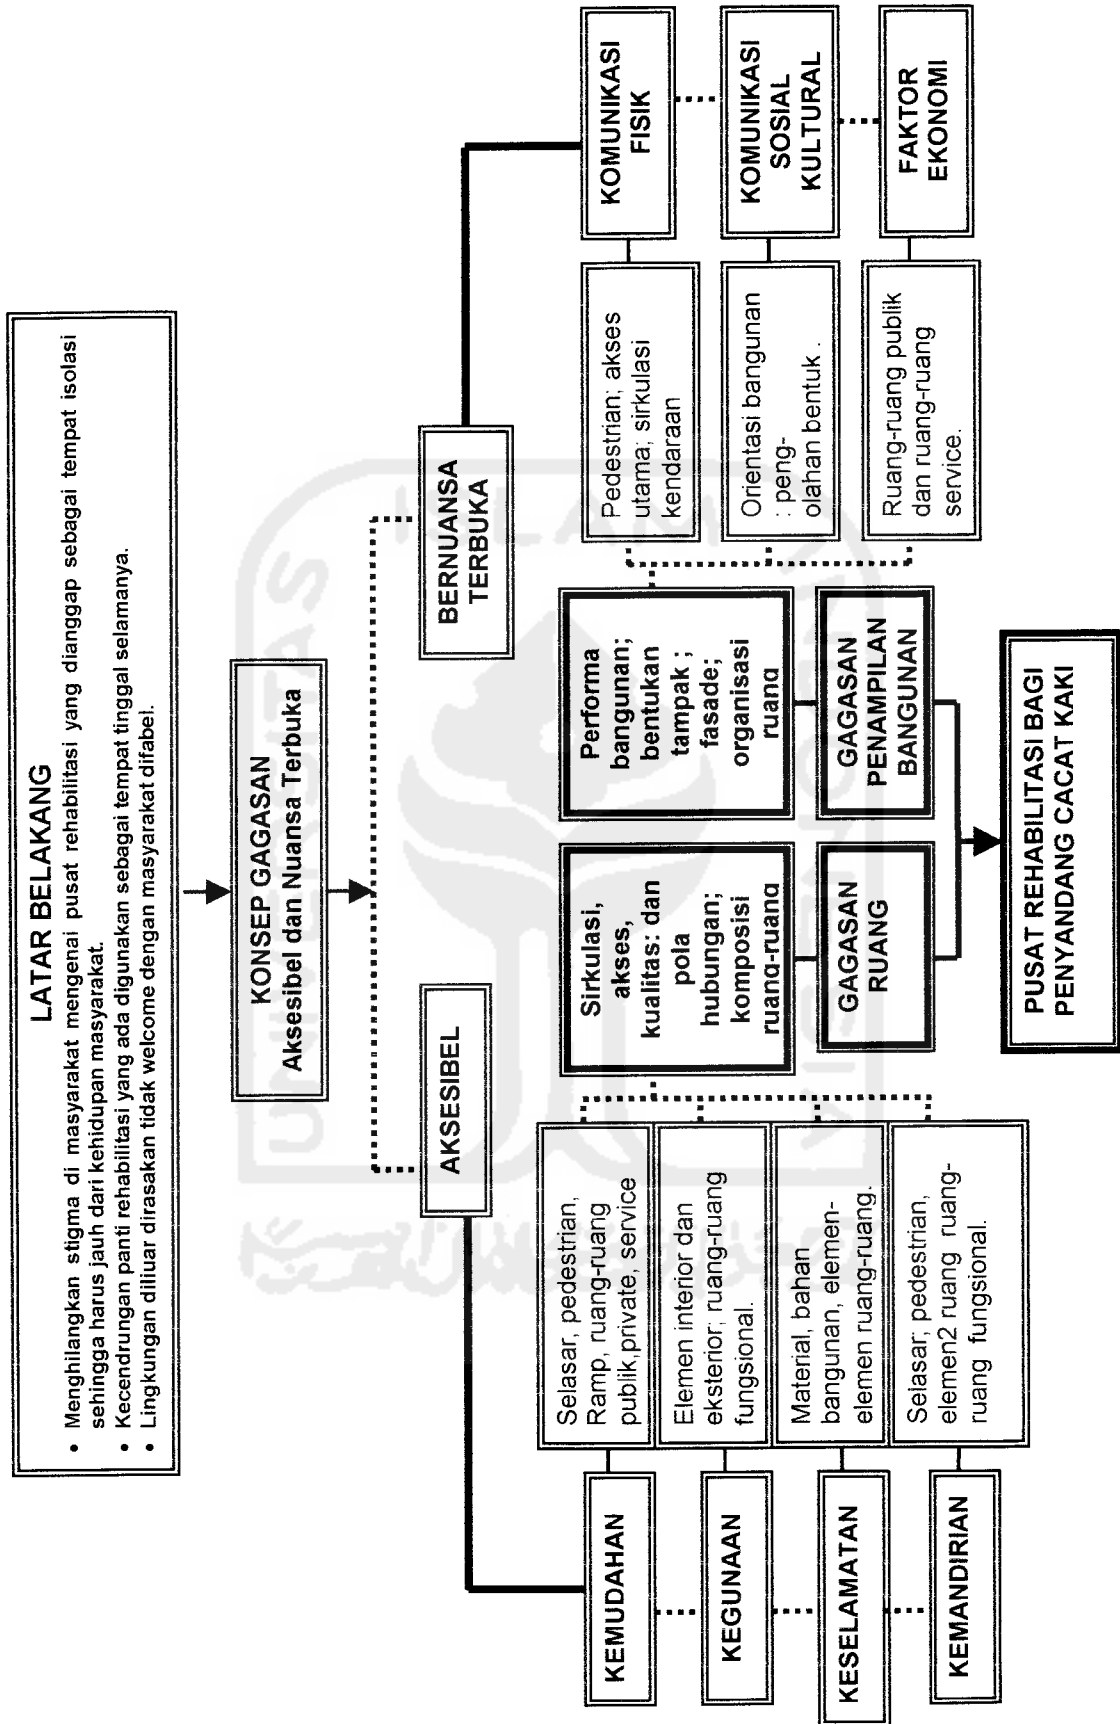 LATAR BELAKANG
• Menghilangkan stigma di masyarakat mengenai pusat rehabilitasi yang dianggap sebagai tempat isolasi
sehingga harus jauh dari kehidupan masyarakat.
• Kecendrungan panti rehabilitasi yang ada digunakan sebagai tempat tinggal selamanya.
• Lingkungan diliuar dirasakan tidak welcome dengan masyarakat difabel.
KONSEP GAGASAN
Aksesibel dan Nuansa Terbuka
AKSESIBEL
BERNUANSA
TERBUKA
KEMUDAHAN
Selasar, pedestrian,
Ramp, ruang-ruang
publik,private, service
KEGUNAAN
Elemen interior dan
eksterior; ruang-ruang
fungsional.
KESELAMATAN
Material, bahan
bangunan, elemen-
elemen ruang-ruang.
KEMANDIRIAN
Selasar; pedestrian,
elemen2 ruang ruang-
ruang fungsional.
Sirkulasi,
akses,
kualitas: dan
pola
hubungan;
komposisi
ruang-ruang
GAGASAN
RUANG
Performa
bangunan;
bentukan
tampak ;
fasade;
organisasi
ruang
GAGASAN
PENAMPILAN
BANGUNAN
Pedestrian; akses
utama; sirkulasi
kendaraan
KOMUNIKASI
FISIK
Orientasi bangunan
: peng-
olahan bentuk .
KOMUNIKASI
SOSIAL
KULTURAL
Ruang-ruang publik
dan ruang-ruang
service.
FAKTOR
EKONOMI
PUSAT REHABILITASI BAGI
PENYANDANG CACAT KAKI
UNIVERSITAS
ISLAM
INDONESIA